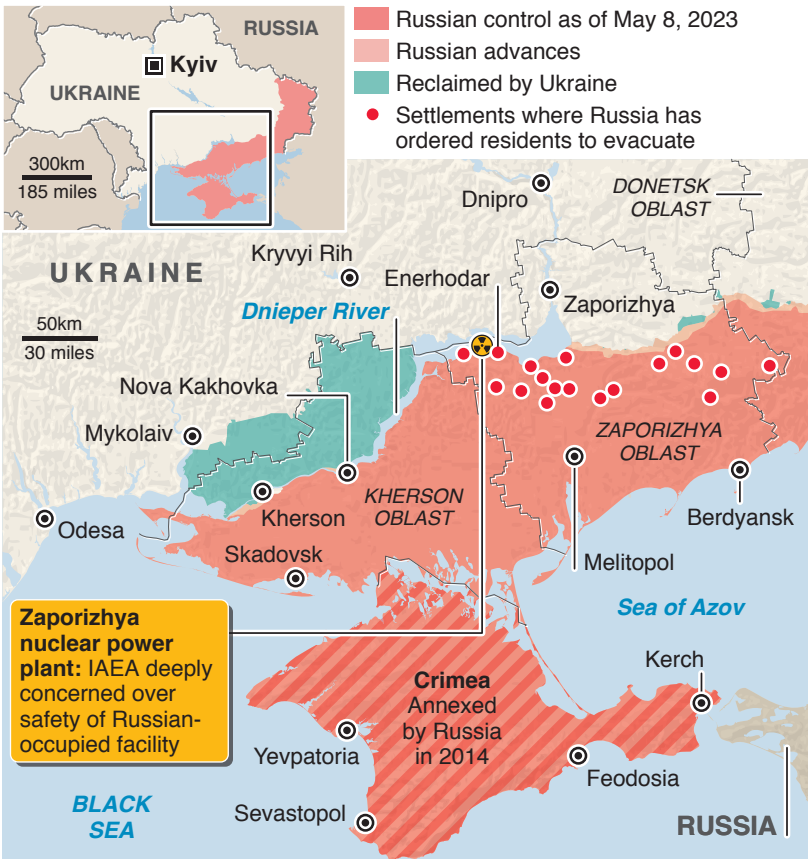 RUSSIA
Kyiv
UKRAINE
300km
185 miles
Russian control as of May 8, 2023
Russian advances
Reclaimed by Ukraine
Settlements where Russia has
ordered residents to evacuate
Dnipro
DONETSK
OBLAST
Kryvyi Rih
UKRAINE
Enerhodar
Zaporizhya
Dnieper River
50km
30 miles
Nova Kakhovka
Mykolaiv
ZAPORIZHYA
OBLAST
KHERSON
OBLAST
Kherson
Berdyansk
Odesa
Skadovsk
Melitopol
Sea of Azov
Zaporizhya
nuclear power
plant: IAEA deeply
concerned over
safety of Russian-
occupied facility
Kerch
Crimea
Annexed
by Russia
in 2014
Yevpatoria
Feodosia
BLACK
SEA
Sevastopol
RUSSIA